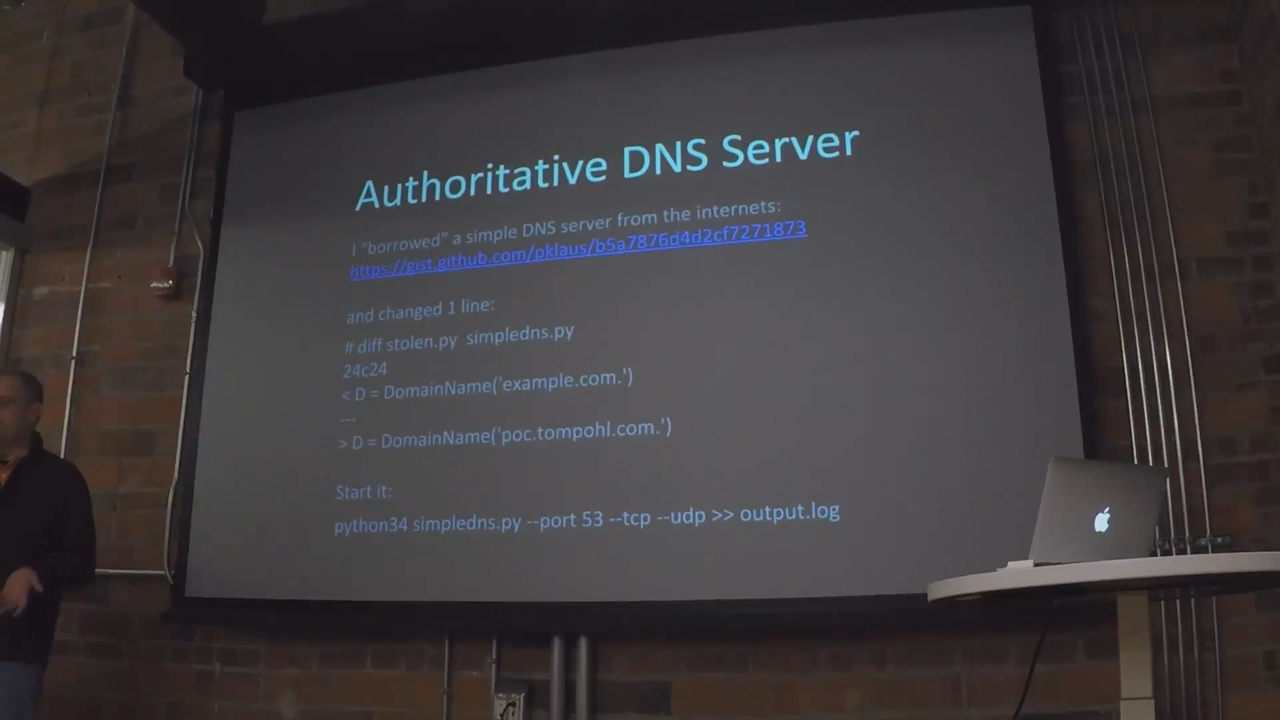 Authoritative DNS Server
I "borrowed" a simple DNS server from the internets:
https://gist.github.com/pklaus/b5a7876d4d2cf7271873
and changed 1 line:
# diff stolen.py simpledns.py
24c24
< D = DomainName('example.com.')
---
> D = DomainName('poc.tompohl.com.')
Start it:
python34 simpledns.py --port 53 --tcp --udp >> output.log